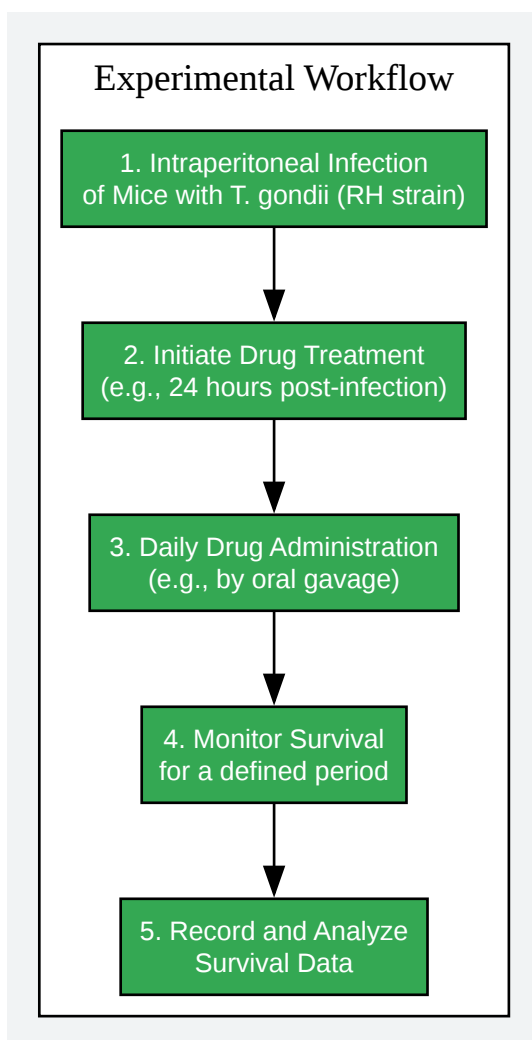 Experimental Workflow
1. Intraperitoneal Infection
of Mice with T. gondii (RH strain)
2. Initiate Drug Treatment
(e.g., 24 hours post-infection)
3. Daily Drug Administration
(e.g., by oral gavage)
4. Monitor Survival
for a defined period
5. Record and Analyze
Survival Data